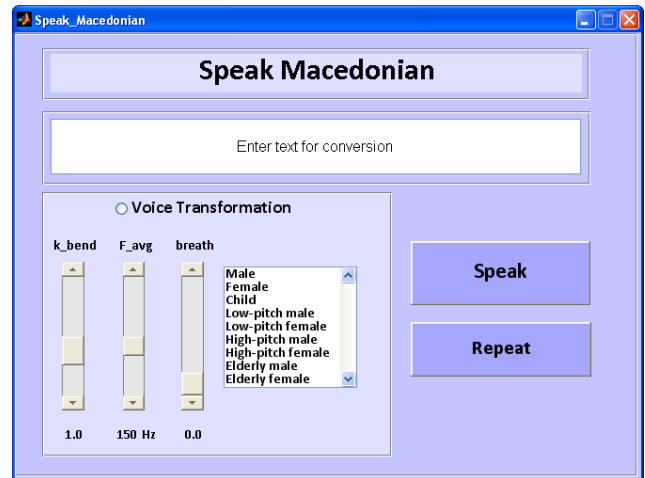 Speak_Macedonian
Speak Macedonian
Enter text for conversion
Voice Transformation
k_bend F_avg breath
Male
Female
Child
Low-pitch male
Low-pitch female
High-pitch male
High-pitch female
Elderly male
Elderly female
1.0 150 Hz 0.0
Speak
Repeat